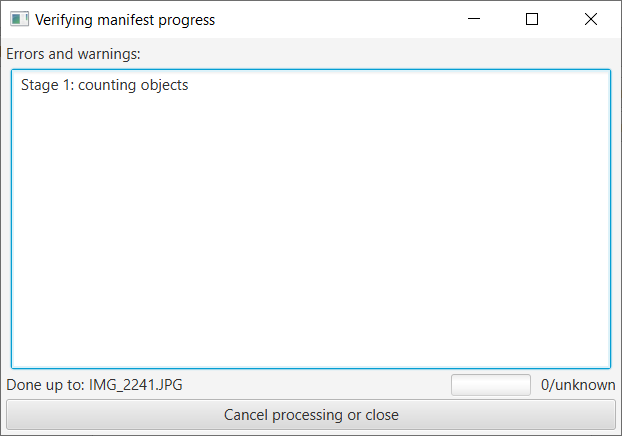 Verifying manifest progress
Errors and warnings:
Stage 1: counting objects
Done up to: IMG_2241.JPG
0/unknown
Cancel processing or close